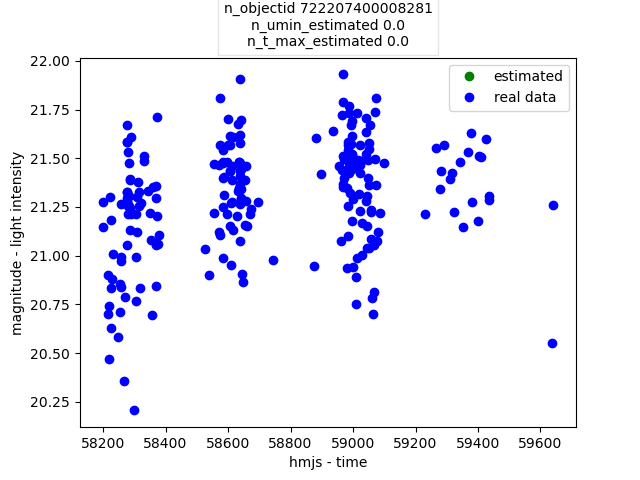 n_objectid 722207400008281
n_umin_estimated 0.0
n_t_max_estimated 0.0
22.00
21.75
21.50
21.25
21.00
20.75
20.50
20.25
magnitude - light intensity
estimated
real data
58200 58400 58600 58800 59000 59200 59400 59600
hmjs - time